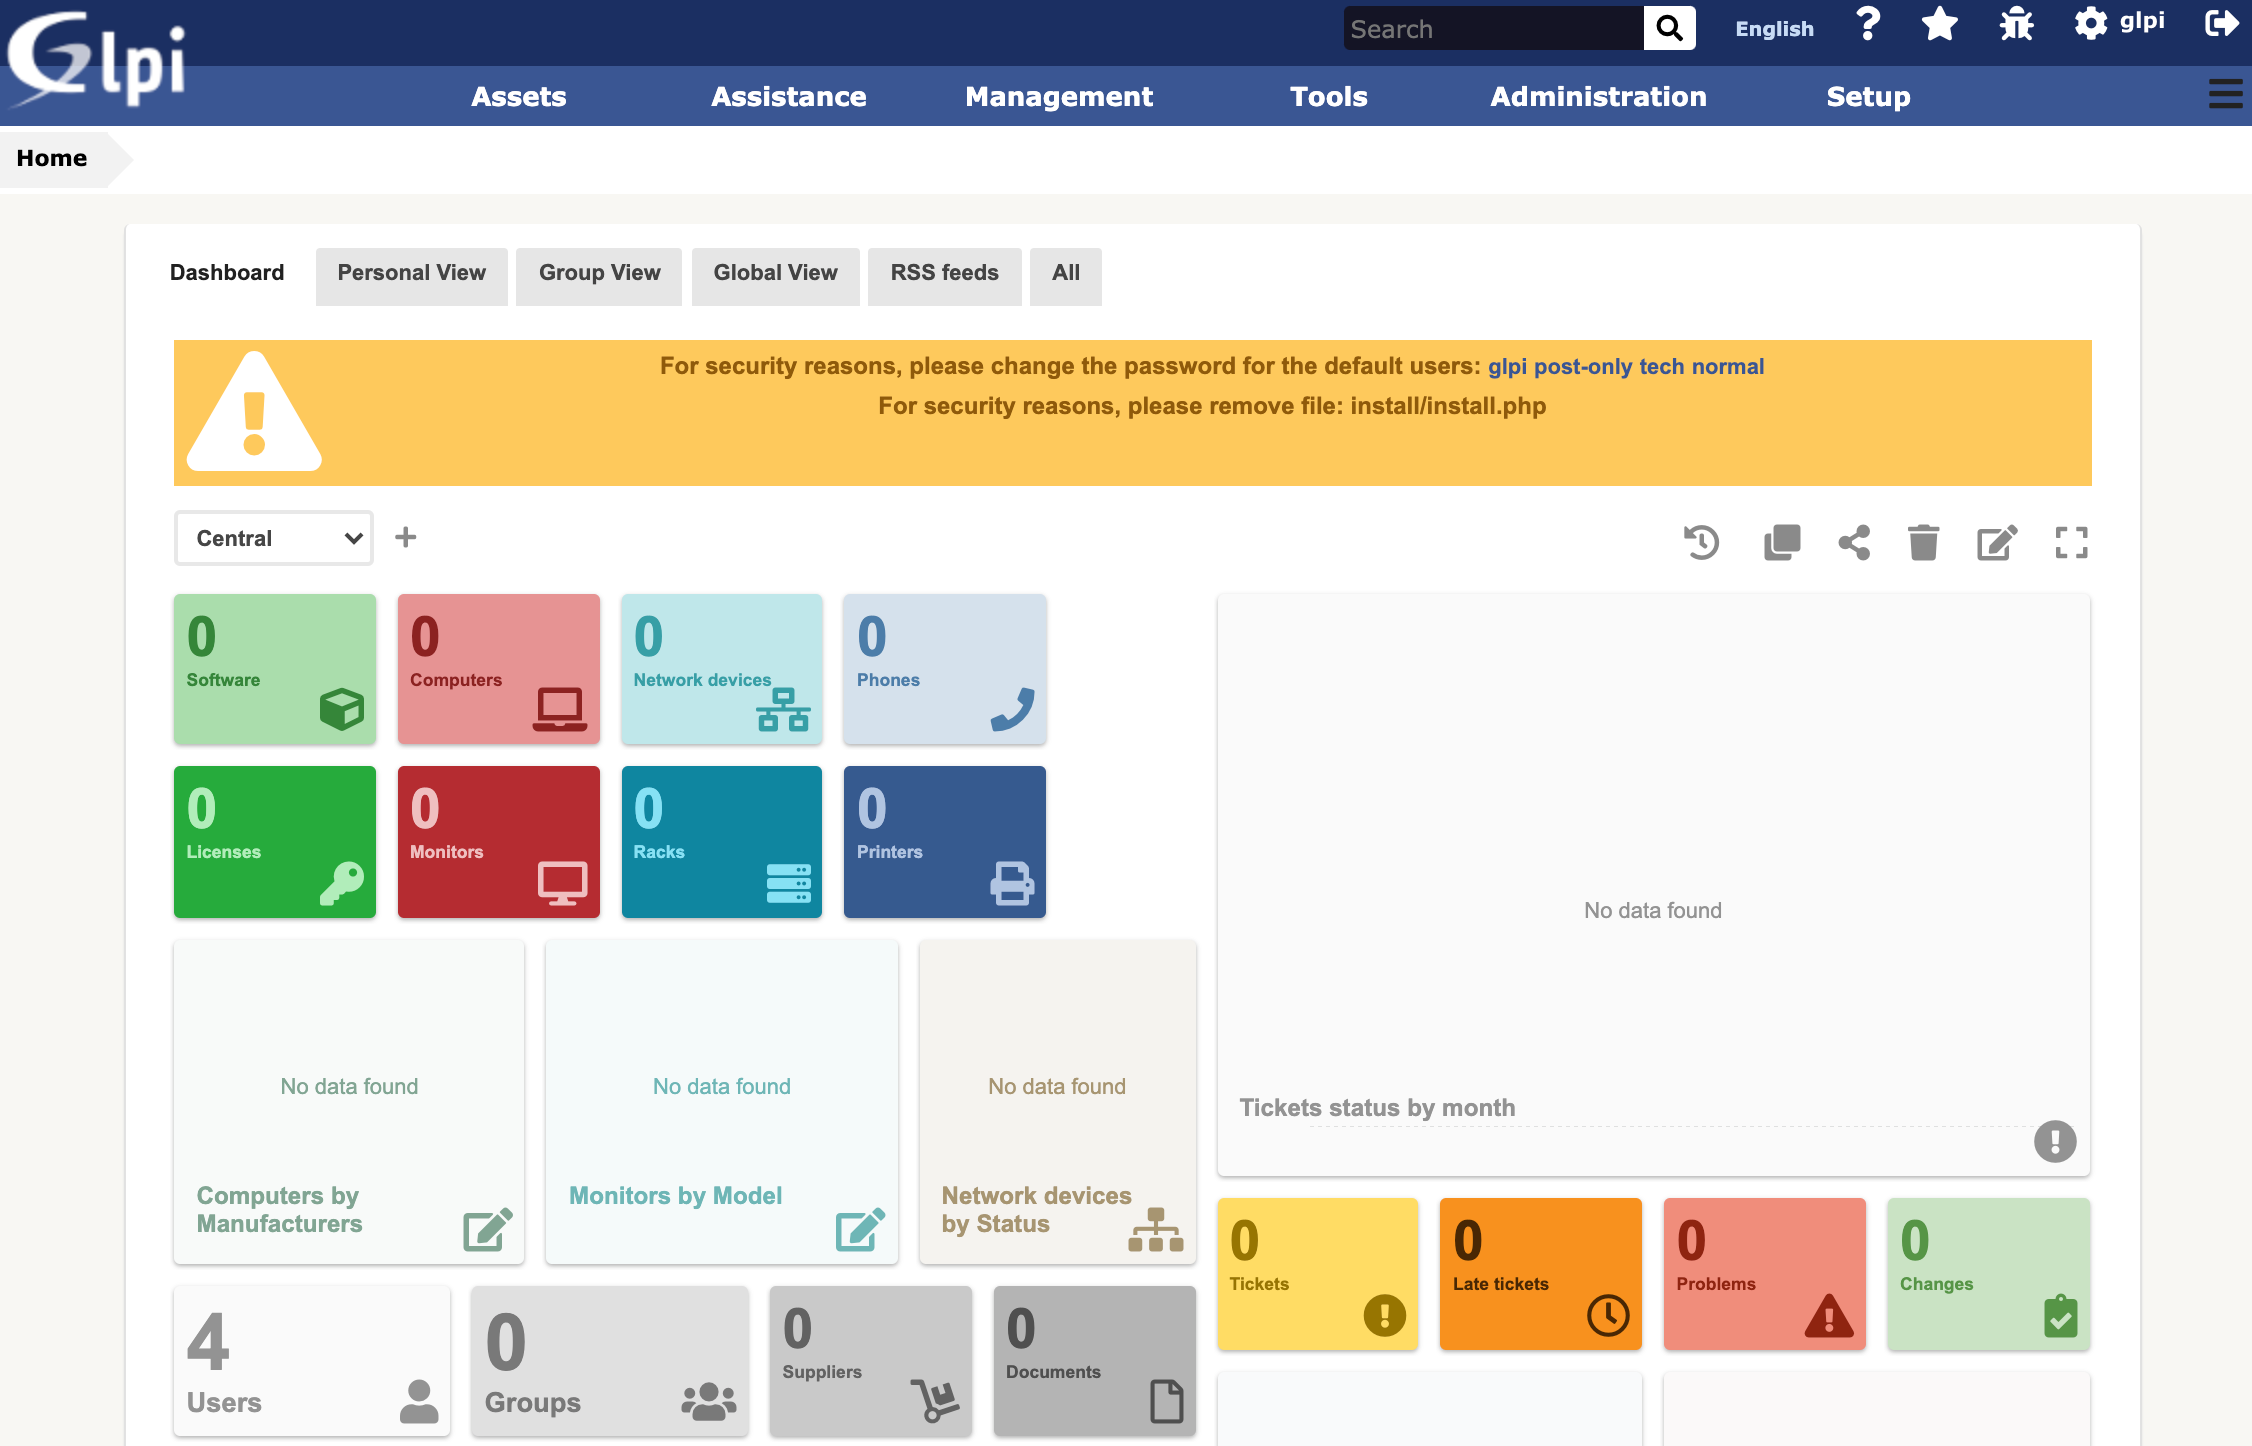 Glpi
Search
English
glpi
Assets
Assistance
Management
Tools
Administration
Setup
Home
Dashboard
Personal View
Group View
Global View
RSS feeds
All
For security reasons, please change the password for the default users: glpi post-only tech normal
For security reasons, please remove file: install/install.php
Central
0
Software
0
Computers
0
Network devices
0
Phones
0
Licenses
0
Monitors
0
Racks
0
Printers
No data found
Tickets status by month
No data found
Computers by
Manufacturers
No data found
Monitors by Model
No data found
Network devices
by Status
0
Tickets
0
Late tickets
0
Problems
0
Changes
4
Users
0
Groups
0
Suppliers
0
Documents